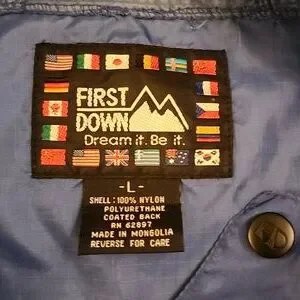 FIRST
DOWN
Dream it. Be it.
-L-
SHELL: 100% NYLON
POLYURETHANE
COATED BACK
RN 62897
MADE IN MONGOLIA
REVERSE FOR CARE